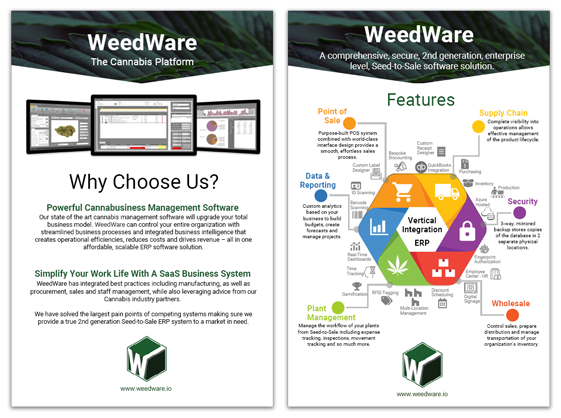 WeedWare
The Cannabis Platform
Why Choose Us?
Powerful Cannabusiness Management Software
Our state of the art cannabis management software will upgrade your total
business model. WeedWare can control your entire organization with
streamlined business processes and integrated business intelligence that
creates operational efficiencies, reduces costs and drives revenue – all in one
affordable, scalable ERP software solution.
Simplify Your Work Life With A SaaS Business System
WeedWare has integrated best practices including manufacturing, as well as
procurement, sales and staff management, while also leveraging advice from our
Cannabis industry partners.
We have solved the largest pain points of competing systems making sure we
provide a true 2nd generation Seed-to-Sale ERP system to a market in need.
W
www.weedware.io
WeedWare
A comprehensive, secure, 2nd generation, enterprise
level, Seed-to-Sale software solution.
Features
Point of
Sale
Purpose-built POS system
combined with world-class
interface design provides a
smooth, effortless sales
process.
Supply Chain
Complete visibility into
operations allows
effective management
of the product lifecycle.
Custom Label
Designer
Bespoke
Discounting
Custom
Receipt
Designer
QuickBooks
Integration
Purchasing
Inventory
Production
Azure
Hosted
ID Scanning
Barcode
Scanning
Data &
Reporting
Custom analytics
based on your
business to build
budgets, create
forecasts and
manage projects.
Security
3-way, mirrored
backup stores copies
of the database in 2
separate physical
locations.
Vertical
Integration
ERP
Real-Time
Dashboards
Time
Tracking
Gamification
RFID Tagging
Multi-Location
Management
Discount
Scheduling
Digital
Signage
Employee
Center - HR
Fingerprint
Authorization
Plant
Management
Manage the workflow of your plants
from Seed-to-Sale including expense
tracking, inspections, movement
tracking and so much more.
Wholesale
Control sales, prepare
distribution and manage
transportation of your
organization's inventory.
W
www.weedware.io